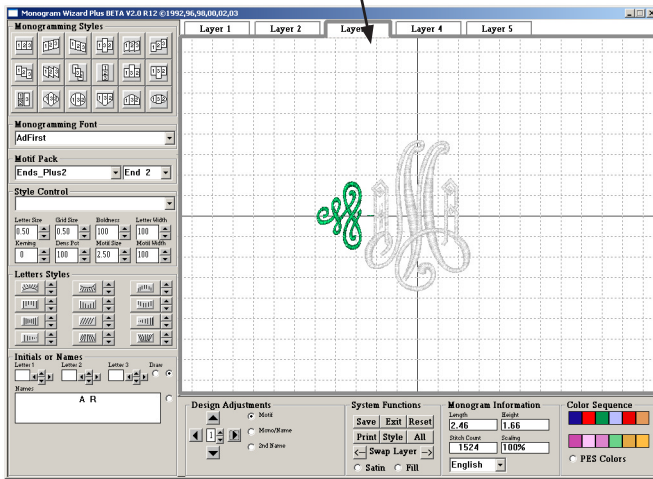 Monogram Wizard Plus BETA V2.0 R12 ©1992,96,98,00,02,03
Monogramming Styles
Layer 1
Layer 2
Layer
Layer 4
Layer 5
Monogramming Font
AdFirst
Motif Pack
Ends_Plus2
End 2
Style Control
Letter Size
Grid Size
Boldness
Letter Width
0.50
0.50
100
100
Kerning
Dens Pct
Motif Size
Motif Width
0
100
2.50
100
Letters Styles
Initials or Names
Letter 1
Letter 2
Letter 3
Draw
Names
A R
Design Adjustments
1
Motif
Mono/Name
2nd Name
System Functions
Save
Exit
Reset
Print
Style
All
<— Swap Layer —>
Satin
Fill
Monogram Information
Length
Height
2.46
1.66
Stitch Count
Scaling
1524
100%
English
Color Sequence
PES Colors